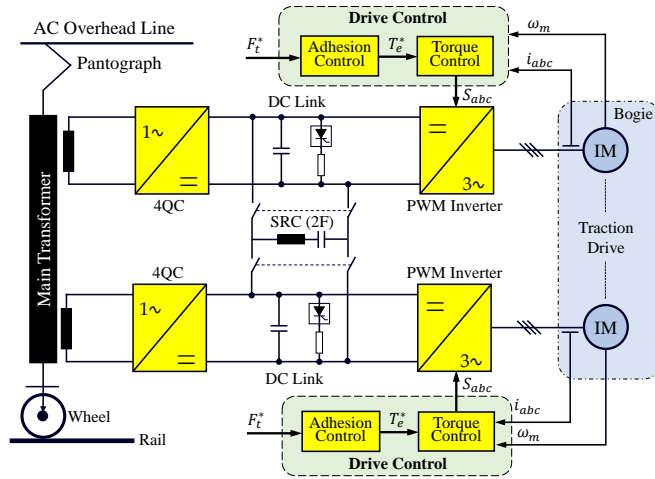 AC Overhead Line
Pantograph
Main Transformer
Wheel
Rail
1∿
4QC
DC Link
SRC (2F)
Drive Control
F_t^*
Adhesion
Control
T_e^*
Torque
Control
S_abc
ω_m
i_abc
3∿
PWM Inverter
Bogie
IM
Traction
Drive
IM
4QC
1∿
DC Link
PWM Inverter
3∿
S_abc
F_t^*
Adhesion
Control
T_e^*
Torque
Control
Drive Control
i_abc
ω_m